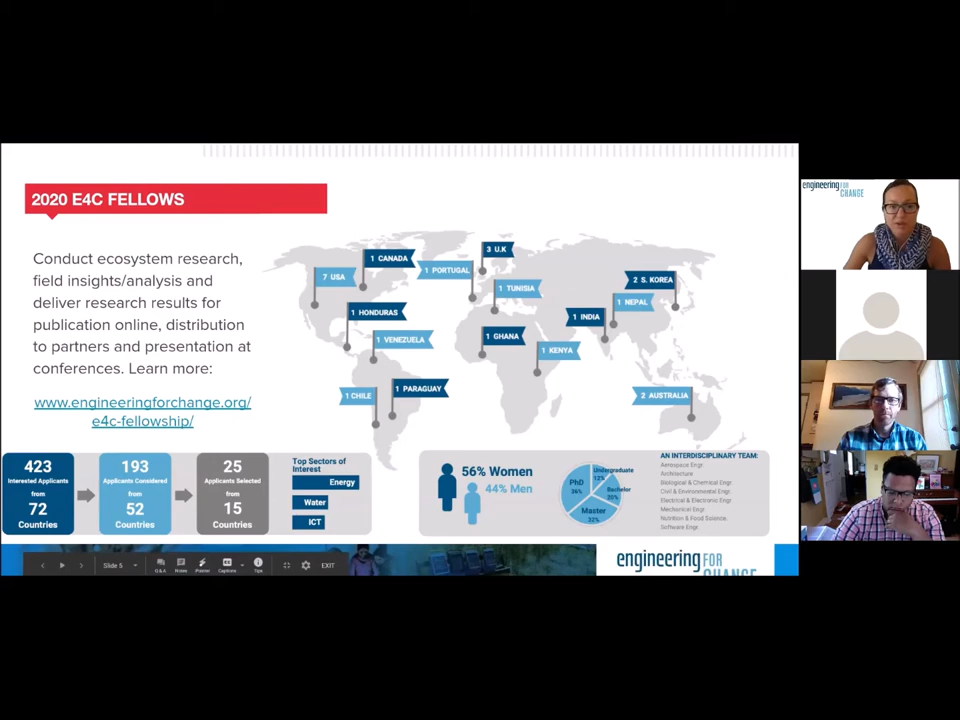 2020 E4C FELLOWS
Conduct ecosystem research,
field insights/analysis and
deliver research results for
publication online, distribution
to partners and presentation at
conferences. Learn more:
www.engineeringforchange.org/
e4c-fellowship/
7 USA
1 CANADA
1 PORTUGAL
3 U.K
1 TUNISIA
2 S. KOREA
1 NEPAL
1 INDIA
1 HONDURAS
1 VENEZUELA
1 GHANA
1 KENYA
1 CHILE
1 PARAGUAY
2 AUSTRALIA
423
Interested Applicants
from
72
Countries
193
Applicants Considered
from
52
Countries
25
Applicants Selected
from
15
Countries
Top Sectors of
Interest
Energy
Water
ICT
56% Women
44% Men
Undergraduate
12%
Bachelor
20%
Master
32%
PhD
36%
AN INTERDISCIPLINARY TEAM:
Aerospace Engr.
Architecture
Biological & Chemical Engr.
Civil & Environmental Engr.
Electrical & Electronic Engr.
Mechanical Engr.
Nutrition & Food Science,
Software Engr.
Slide 5
Q&A
Notes
Pointer
Captions
Tips
EXIT
engineering FOR
CHANGE
engineering FOR
CHANGE